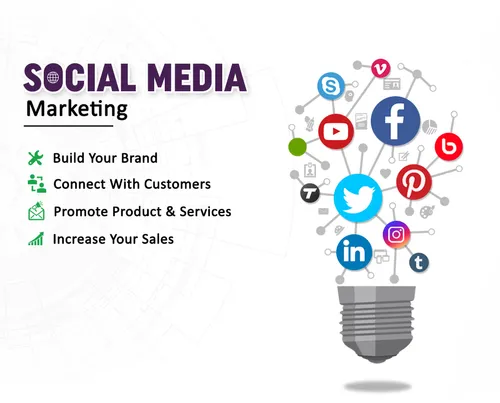 SOCIAL MEDIA
Marketing
Build Your Brand
Connect With Customers
Promote Product & Services
Increase Your Sales